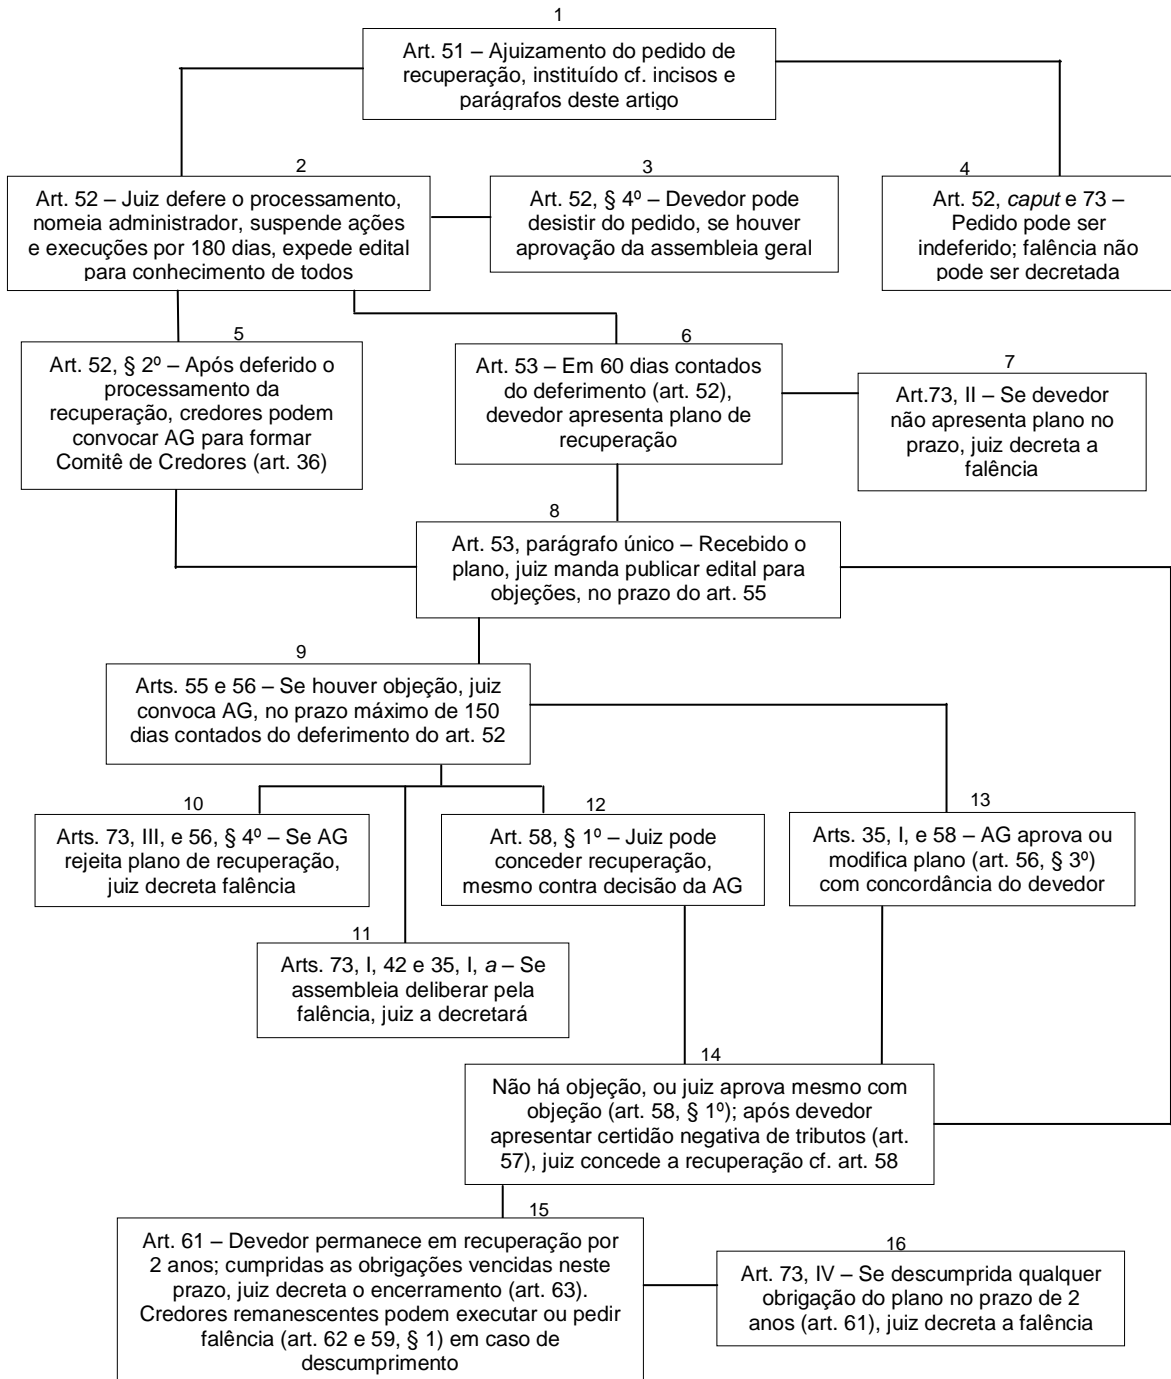 1
Art. 51 – Ajuizamento do pedido de
recuperação, instituído cf. incisos e
parágrafos deste artigo
2
Art. 52 – Juiz defere o processamento,
nomeia administrador, suspende ações
e execuções por 180 dias, expede edital
para conhecimento de todos
3
Art. 52, § 4º – Devedor pode
desistir do pedido, se houver
aprovação da assembleia geral
4
Art. 52, caput e 73 –
Pedido pode ser
indeferido; falência não
pode ser decretada
5
Art. 52, § 2º – Após deferido o
processamento da
recuperação, credores podem
convocar AG para formar
Comitê de Credores (art. 36)
6
Art. 53 – Em 60 dias contados
do deferimento (art. 52),
devedor apresenta plano de
recuperação
7
Art.73, II – Se devedor
não apresenta plano no
prazo, juiz decreta a
falência
8
Art. 53, parágrafo único – Recebido o
plano, juiz manda publicar edital para
objeções, no prazo do art. 55
9
Arts. 55 e 56 – Se houver objeção, juiz
convoca AG, no prazo máximo de 150
dias contados do deferimento do art. 52
10
Arts. 73, III, e 56, § 4º – Se AG
rejeita plano de recuperação,
juiz decreta falência
12
Art. 58, § 1º – Juiz pode
conceder recuperação,
mesmo contra decisão da AG
13
Arts. 35, I, e 58 – AG aprova ou
modifica plano (art. 56, § 3º)
com concordância do devedor
11
Arts. 73, I, 42 e 35, I, a – Se
assembleia deliberar pela
falência, juiz a decretará
14
Não há objeção, ou juiz aprova mesmo com
objeção (art. 58, § 1º); após devedor
apresentar certidão negativa de tributos (art.
57), juiz concede a recuperação cf. art. 58
15
Art. 61 – Devedor permanece em recuperação por
2 anos; cumpridas as obrigações vencidas neste
prazo, juiz decreta o encerramento (art. 63).
Credores remanescentes podem executar ou pedir
falência (art. 62 e 59, § 1) em caso de
descumprimento
16
Art. 73, IV – Se descumprida qualquer
obrigação do plano no prazo de 2
anos (art. 61), juiz decreta a falência